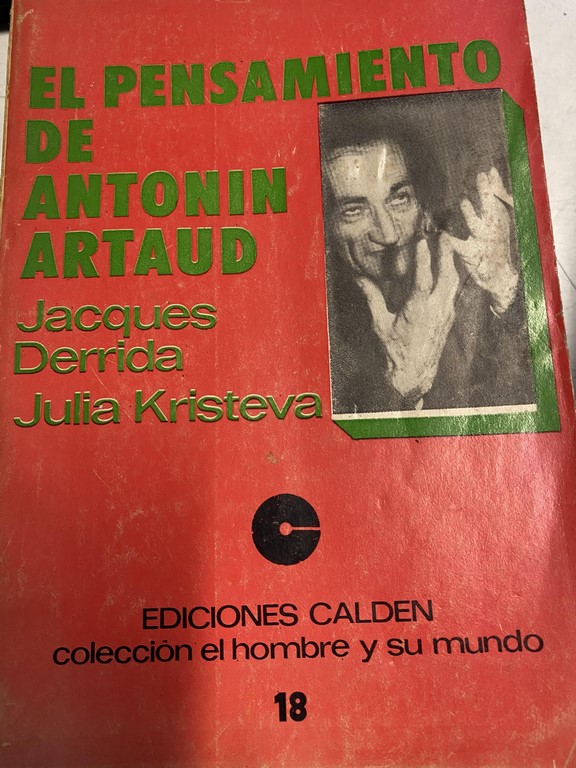 EL PENSAMIENTO
DE
ANTONIN
ARTAUD
Jacques
Derrida
Julia Kristeva
EDICIONES CALDEN
colección el hombre y su mundo
18